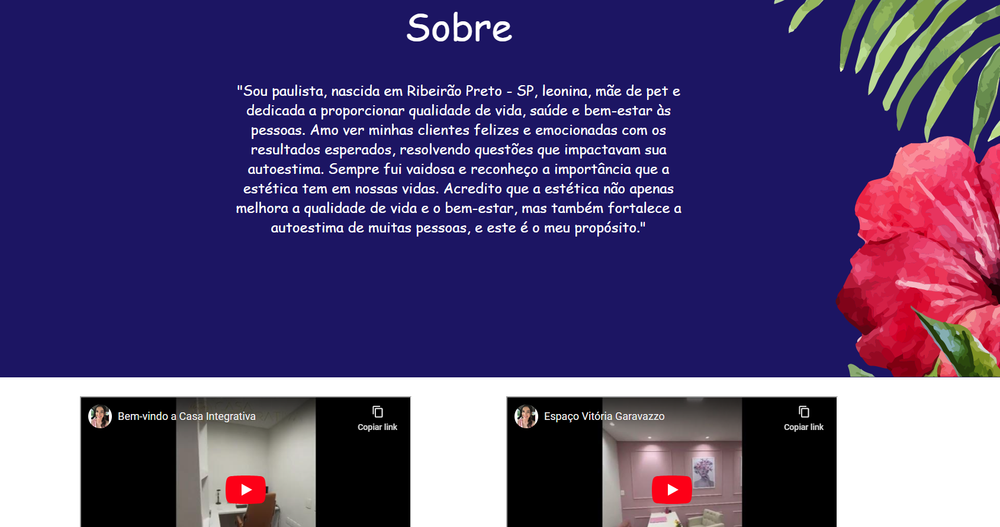 Sobre
"Sou paulista, nascida em Ribeirão Preto - SP, leonina, mãe de pet e
dedicada a proporcionar qualidade de vida, saúde e bem-estar às
pessoas. Amo ver minhas clientes felizes e emocionadas com os
resultados esperados, resolvendo questões que impactavam sua
autoestima. Sempre fui vaidosa e reconheço a importância que a
estética tem em nossas vidas. Acredito que a estética não apenas
melhora a qualidade de vida e o bem-estar, mas também fortalece a
autoestima de muitas pessoas, e este é o meu propósito."
Bem-vindo a Casa Integrativa
Copiar link
Espaço Vitória Garavazzo
Copiar link